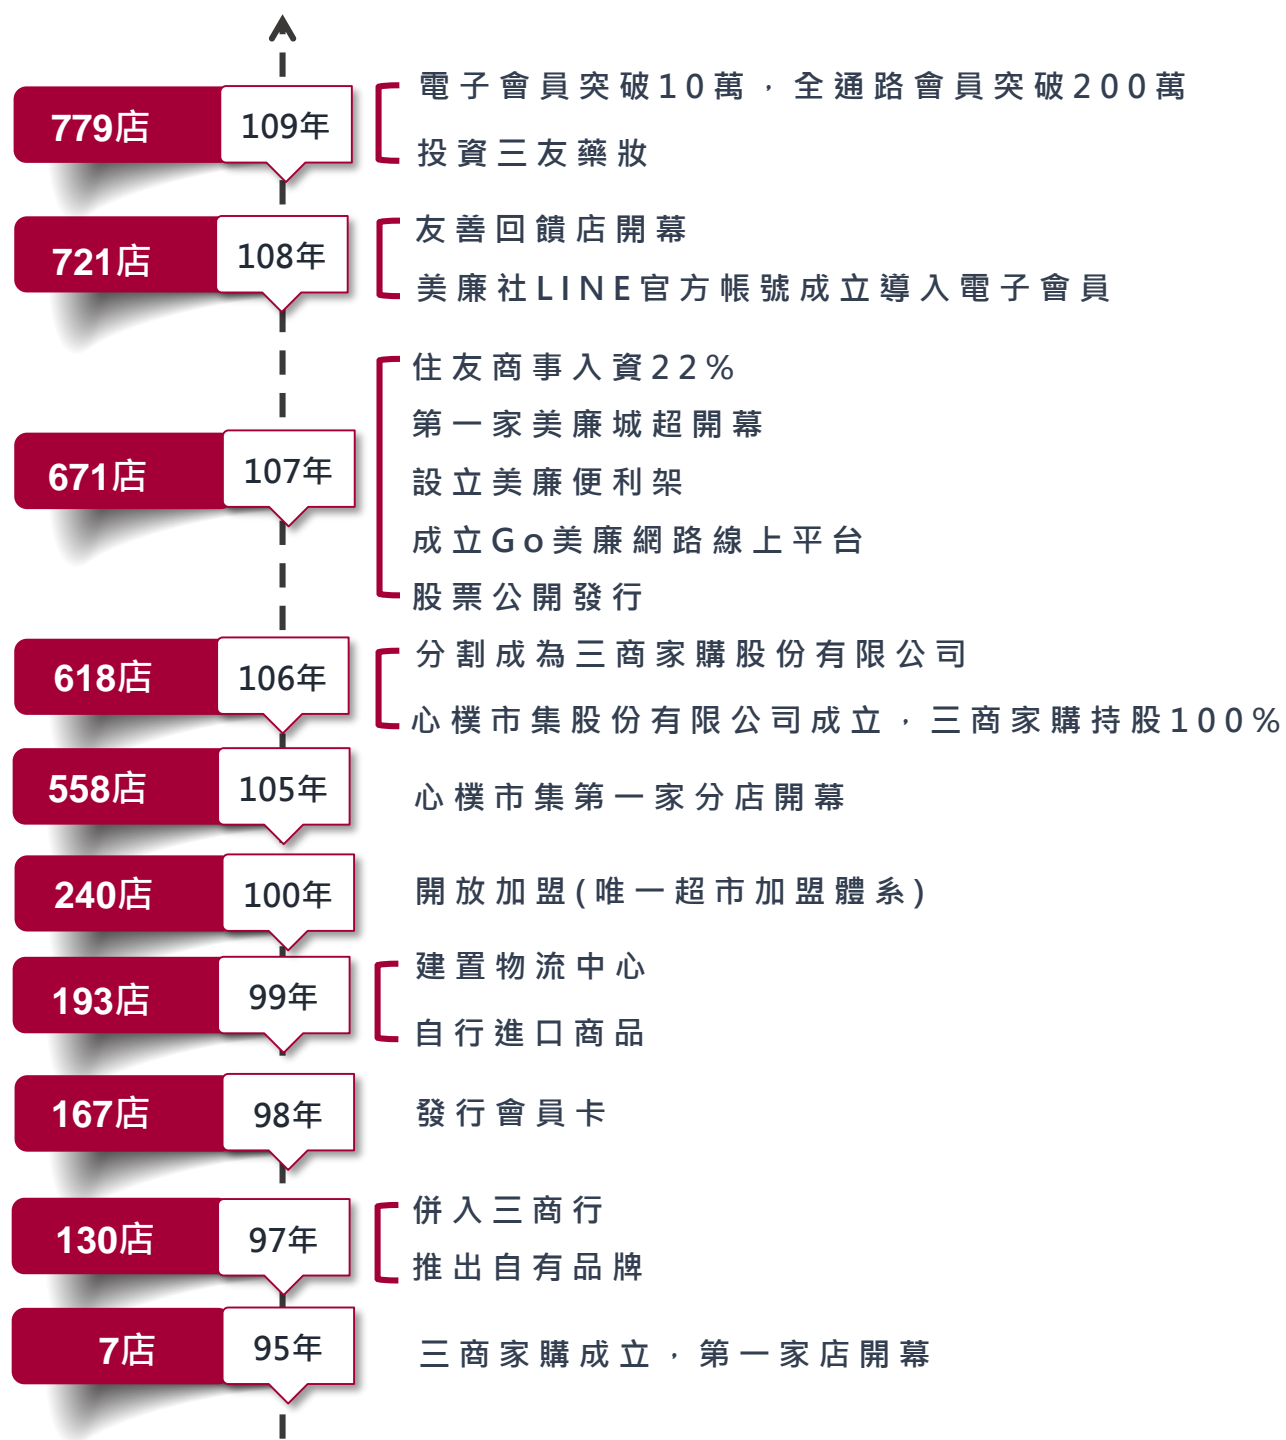 779店
109年
電子會員突破10萬，全通路會員突破200萬
投資三友藥妝
721店
108年
友善回饋店開幕
美廉社LINE官方帳號成立導入電子會員
671店
107年
住友商事入資22%
第一家美廉城超開幕
設立美廉便利架
成立Go美廉網路線上平台
股票公開發行
618店
106年
分割成為三商家購股份有限公司
心樸市集股份有限公司成立，三商家購持股100%
558店
105年
心樸市集第一家分店開幕
240店
100年
開放加盟(唯一超市加盟體系)
193店
99年
建置物流中心
自行進口商品
167店
98年
發行會員卡
130店
97年
併入三商行
推出自有品牌
7店
95年
三商家購成立，第一家店開幕